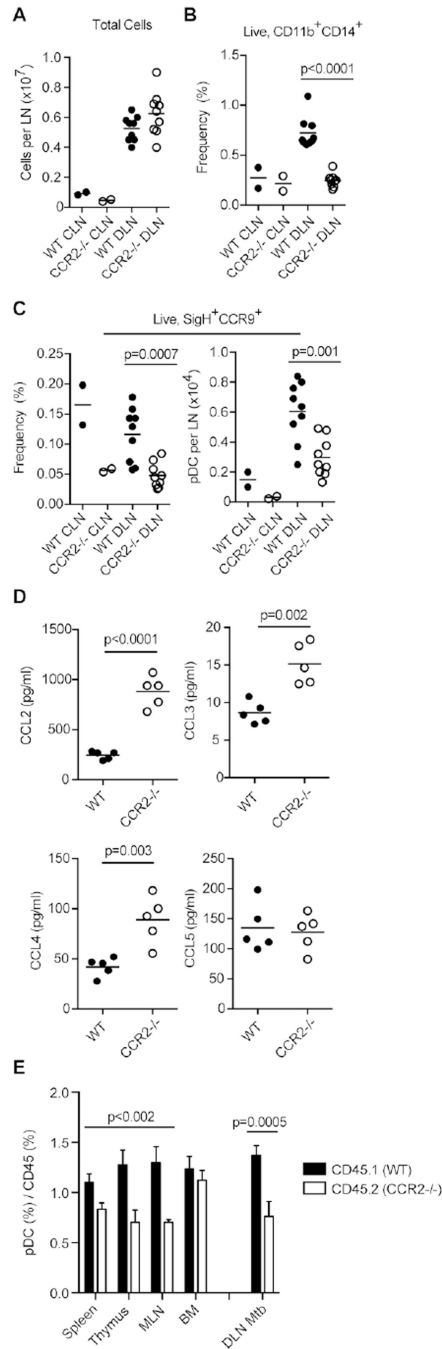 A
Total Cells
Cells per LN (x10⁷)
1.0
0.8
0.6
0.4
0.2
0
WT CLN
CCR2-/- CLN
WT DLN
CCR2-/- DLN
B
Live, CD11b⁺CD14⁺
p<0.0001
Frequency (%)
1.5
1.0
0.5
0.0
WT CLN
CCR2-/- CLN
WT DLN
CCR2-/- DLN
C
Live, SigH⁺CCR9⁺
p=0.0007
Frequency (%)
0.25
0.20
0.15
0.10
0.05
0.00
WT CLN
CCR2-/- CLN
WT DLN
CCR2-/- DLN
p=0.001
pDC per LN (x10⁴)
1.0
0.8
0.6
0.4
0.2
0
WT CLN
CCR2-/- CLN
WT DLN
CCR2-/- DLN
D
p<0.0001
CCL2 (pg/ml)
1500
1000
500
0
WT
CCR2-/-
p=0.002
CCL3 (pg/ml)
20
15
10
5
0
WT
CCR2-/-
p=0.003
CCL4 (pg/ml)
150
100
50
0
WT
CCR2-/-
CCL5 (pg/ml)
250
200
150
100
50
0
WT
CCR2-/-
E
p<0.002
p=0.0005
pDC (%) / CD45 (%)
2.0
1.5
1.0
0.5
0.0
CD45.1 (WT)
CD45.2 (CCR2-/-)
Spleen
Thymus
MLN
BM
DLN Mtb